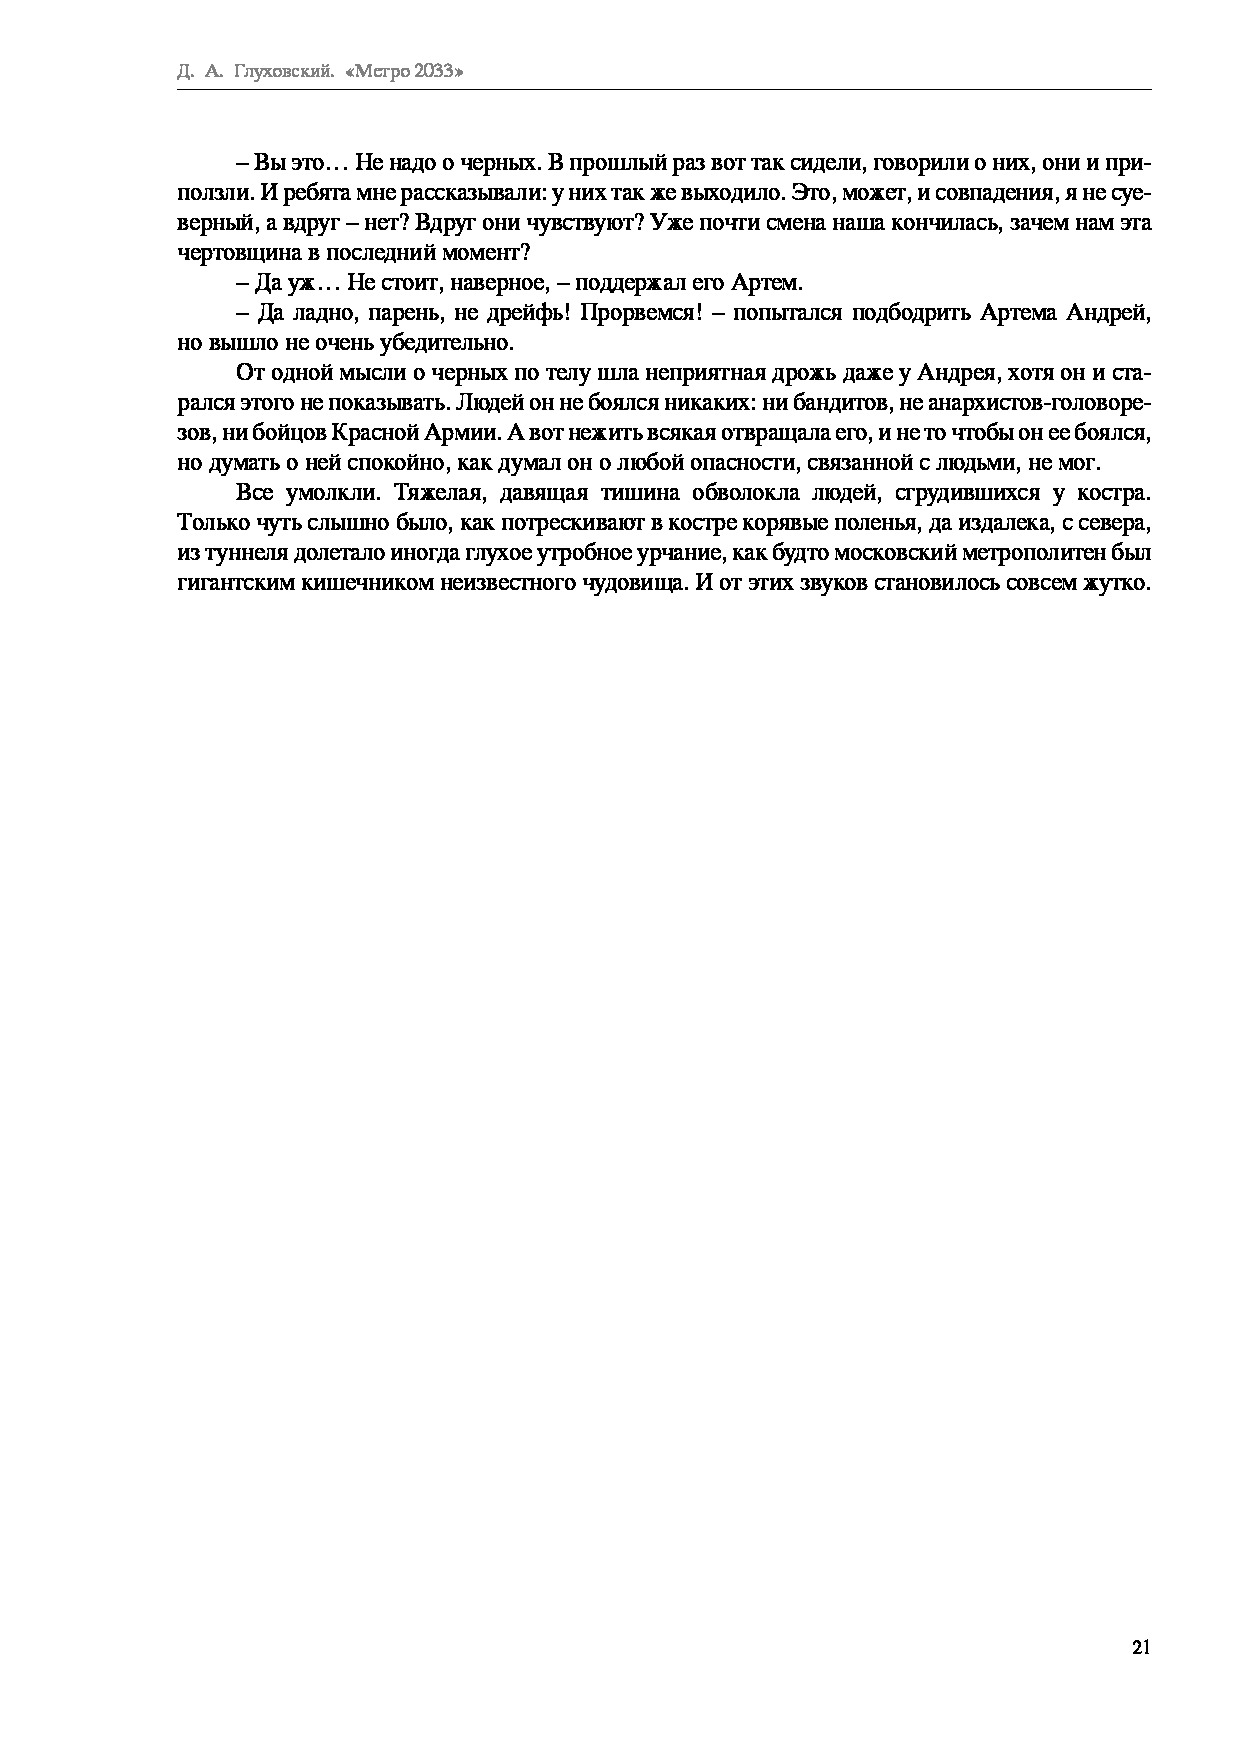 Д. А. Глуховский. «Метро 2033»
– Вы это… Не надо о черных. В прошлый раз вот так сидели, говорили о них, они и при-
ползли. И ребята мне рассказывали: у них так же выходило. Это, может, и совпадения, я не суе-
верный, а вдруг – нет? Вдруг они чувствуют? Уже почти смена наша кончилась, зачем нам эта
чертовщина в последний момент?
– Да уж… Не стоит, наверное, – поддержал его Артем.
– Да ладно, парень, не дрейфь! Прорвемся! – попытался подбодрить Артема Андрей,
но вышло не очень убедительно.
От одной мысли о черных по телу шла неприятная дрожь даже у Андрея, хотя он и ста-
рался этого не показывать. Людей он не боялся никаких: ни бандитов, не анархистов-головоре-
зов, ни бойцов Красной Армии. А вот нежить всякая отвращала его, и не то чтобы он ее боялся,
но думать о ней спокойно, как думал он о любой опасности, связанной с людьми, не мог.
Все умолкли. Тяжелая, давящая тишина обволокла людей, сгрудившихся у костра.
Только чуть слышно было, как потрескивают в костре корявые поленья, да издалека, с севера,
из туннеля долетало иногда глухое утробное урчание, как будто московский метрополитен был
гигантским кишечником неизвестного чудовища. И от этих звуков становилось совсем жутко.
21